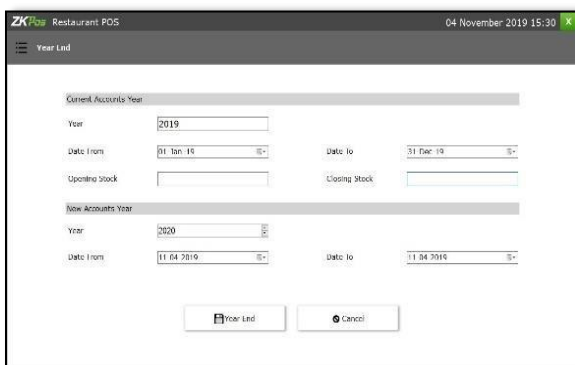 ZKPos Restaurant POS 04 November 2019 15:30 X
Year End
Current Accounts Year
Year 2019
Date From 01-Jan-19 Date To 31-Dec-19
Opening Stock Closing Stock
New Accounts Year
Year 2020
Date From 11-04-2019 Date To 11-04-2019
Year End Cancel